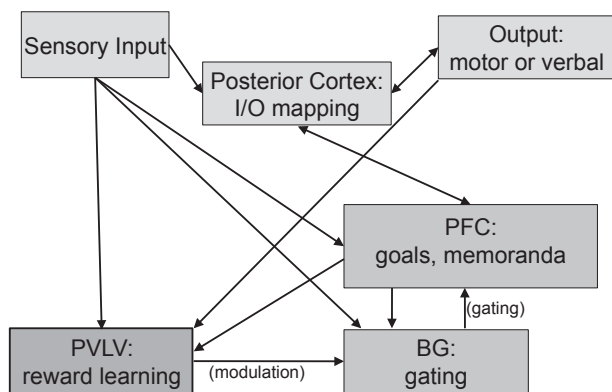 Sensory Input
Output:
motor or verbal
Posterior Cortex:
I/O mapping
PFC:
goals, memoranda
(gating)
PVLV:
reward learning
(modulation)
BG:
gating